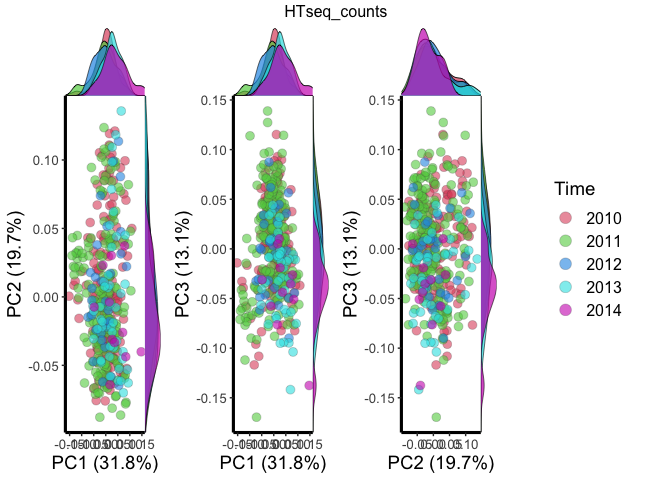 HTseq_counts
PC2 (19.7%)
0.10
0.05
0.00
-0.05
PC1 (31.8%)
PC3 (13.1%)
0.15
0.10
0.05
0.00
-0.05
-0.10
-0.15
PC1 (31.8%)
PC3 (13.1%)
0.15
0.10
0.05
0.00
-0.05
-0.10
-0.15
PC2 (19.7%)
Time
2010
2011
2012
2013
2014